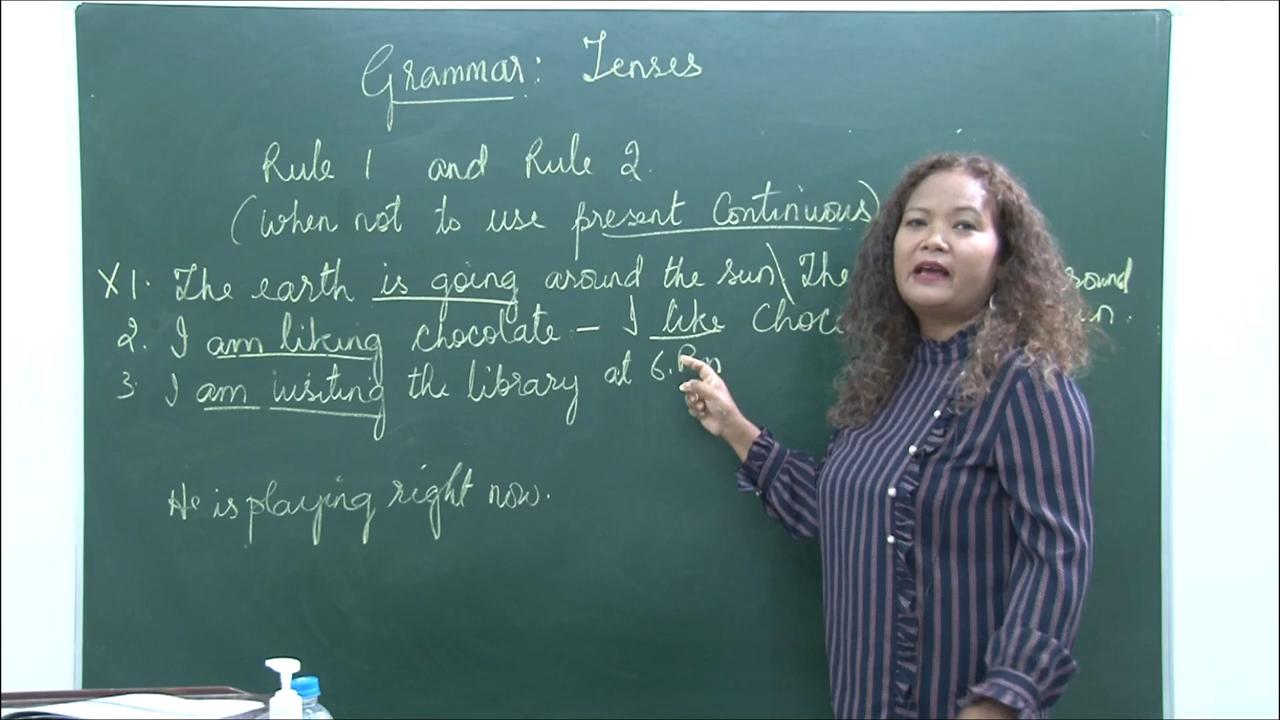 Grammar: Tenses
Rule 1 and Rule 2.
(when not to use present Continuous)
X1. The earth is going around the sun\ The ound
2. I am liking chocolate - I like Choc n.
3. I am visiting the library at 6.
He is playing right now.